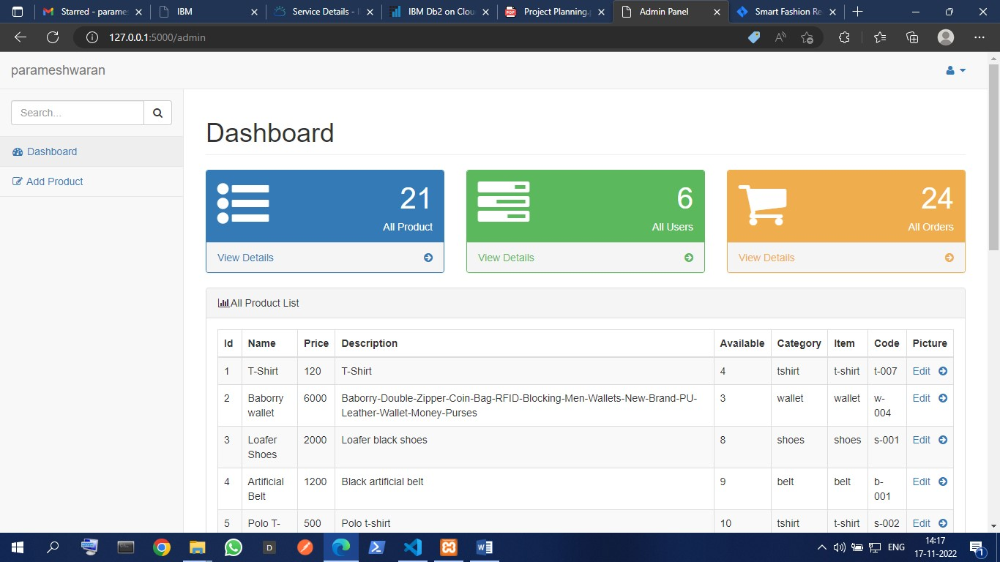 Starred - parames
IBM
Service Details - I
IBM Db2 on Clou
Project Planning.p
Admin Panel
Smart Fashion Re
127.0.0.1:5000/admin
parameshwaran
Search...
Dashboard
Add Product
Dashboard
21
All Product
View Details
6
All Users
View Details
24
All Orders
View Details
All Product List
Id Name Price Description Available Category Item Code Picture
1 T-Shirt 120 T-Shirt 4 tshirt t-shirt t-007 Edit
2 Baborry 6000 Baborry-Double-Zipper-Coin-Bag-RFID-Blocking-Men-Wallets-New-Brand-PU- 3 wallet wallet w- Edit
wallet Leather-Wallet-Money-Purses 004
3 Loafer 2000 Loafer black shoes 8 shoes shoes s-001 Edit
Shoes
4 Artificial 1200 Black artificial belt 9 belt belt b- Edit
Belt 001
5 Polo T- 500 Polo t-shirt 10 tshirt t-shirt s-002 Edit
ENG
14:17
17-11-2022
1